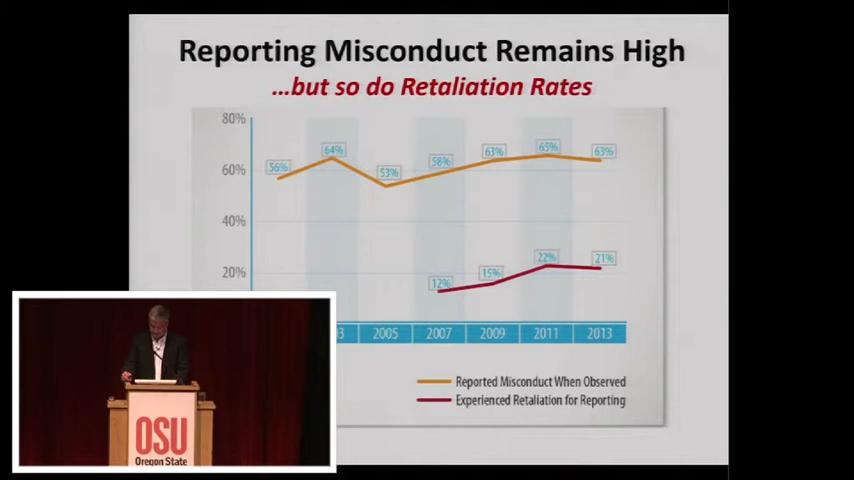 Reporting Misconduct Remains High
...but so do Retaliation Rates
80%
64%
65%
63%
63%
58%
56%
53%
60%
40%
22%
21%
20%
15%
12%
3 2005 2007 2009 2011 2013
Reported Misconduct When Observed
Experienced Retaliation for Reporting
OSU
Oregon State